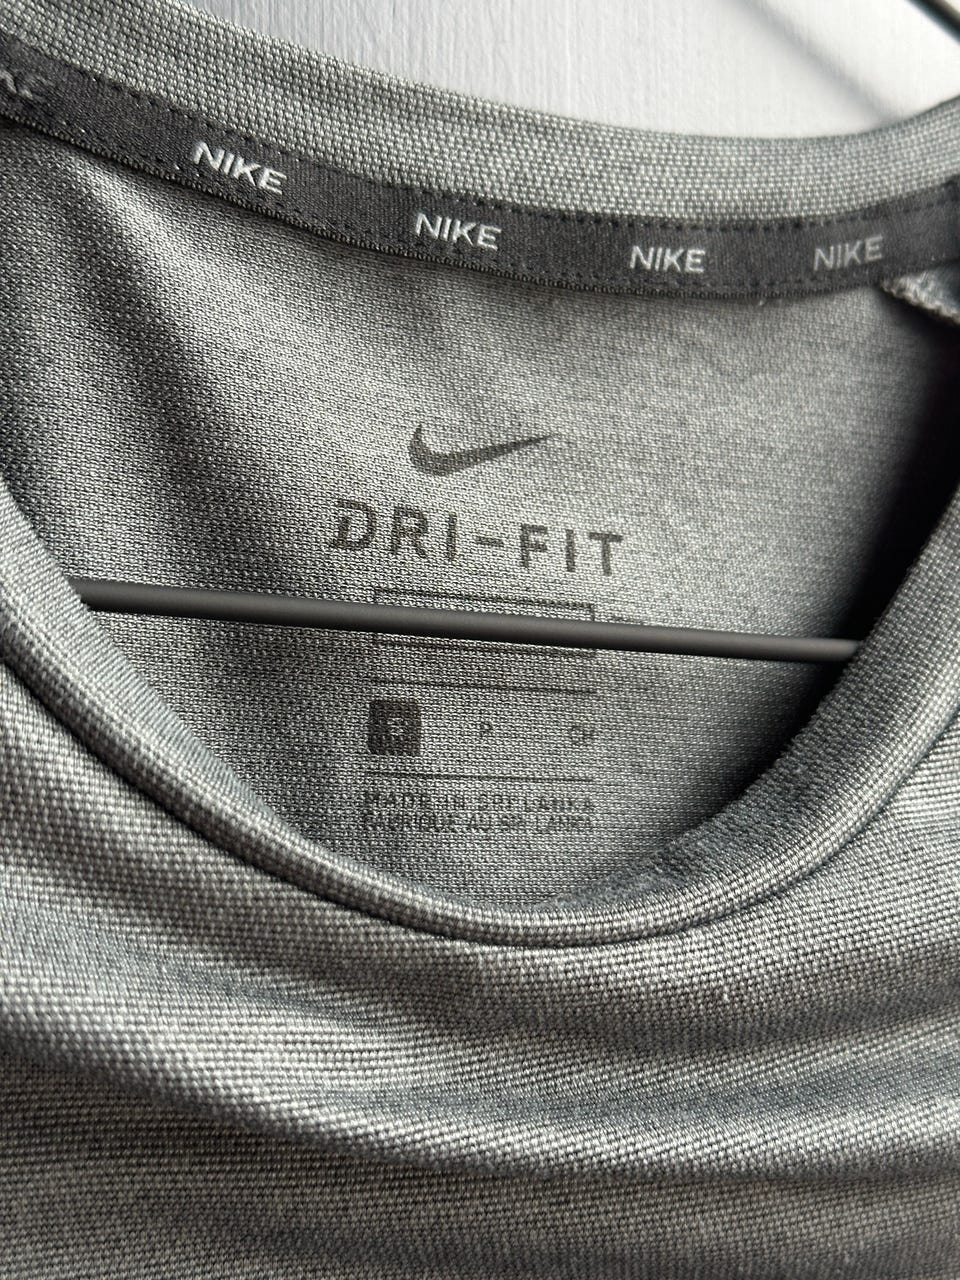 NIKE NIKE NIKE NIKE
DRI-FIT
P
MADE IN SRI LANKA
FABRIQUÉ AU SRI LANKA